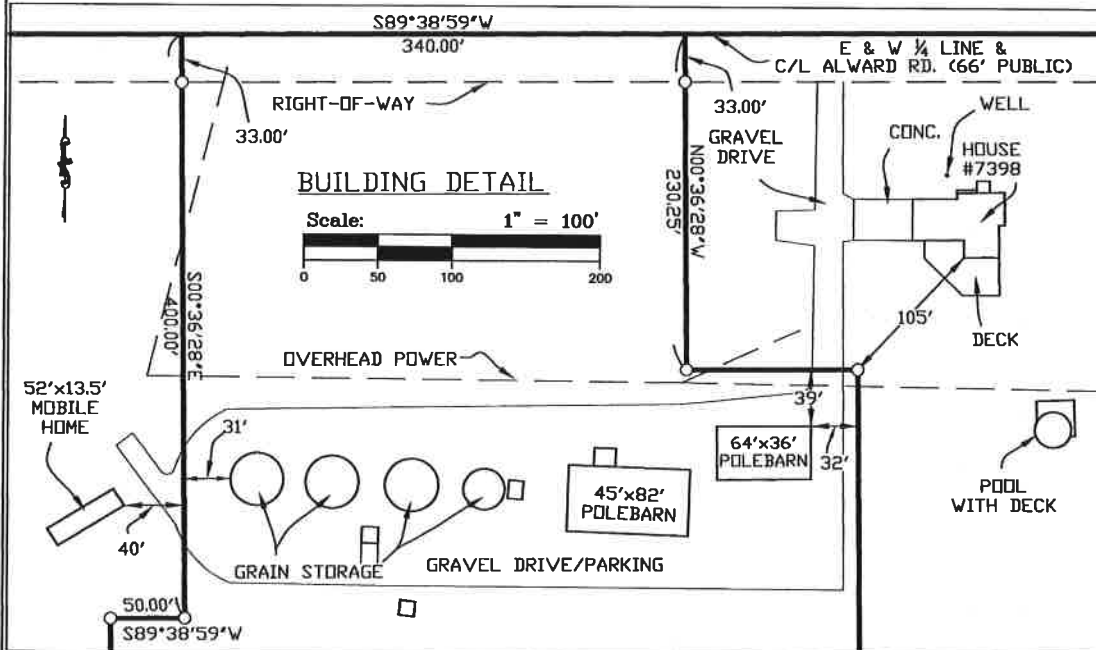 S89°38'59"W
340.00'
E & W ¼ LINE &
C/L ALWARD RD. (66' PUBLIC)
RIGHT-OF-WAY
33.00'
33.00'
WELL
GRAVEL
DRIVE
CONC.
HOUSE
#7398
BUILDING DETAIL
Scale: 1" = 100'
0 50 100 200
N00°36'28"W
230.25'
S00°36'28"E
400.00'
105'
DECK
OVERHEAD POWER
52'x13.5'
MOBILE
HOME
31'
39'
64'x36'
POLEBARN
32'
45'x82'
POLEBARN
POOL
WITH DECK
40'
GRAIN STORAGE
GRAVEL DRIVE/PARKING
50.00'
S89°38'59"W